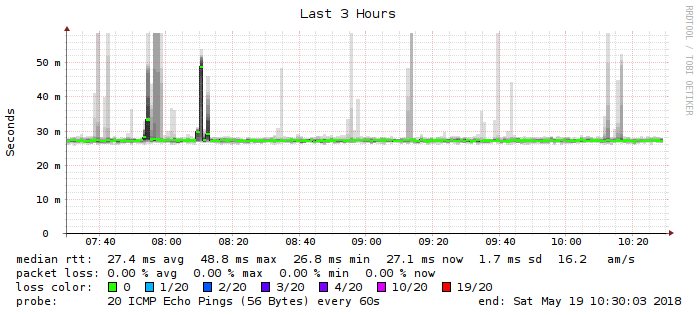 Last 3 Hours
RRDTOOL / TOBI OETIKER
Seconds
50 m
40 m
30 m
20 m
10 m
0
07:40 08:00 08:20 08:40 09:00 09:20 09:40 10:00 10:20
median rtt: 27.4 ms avg 48.8 ms max 26.8 ms min 27.1 ms now 1.7 ms sd 16.2 am/s
packet loss: 0.00 % avg 0.00 % max 0.00 % min 0.00 % now
loss color: 0 1/20 2/20 3/20 4/20 10/20 19/20
probe: 20 ICMP Echo Pings (56 Bytes) every 60s end: Sat May 19 10:30:03 2018